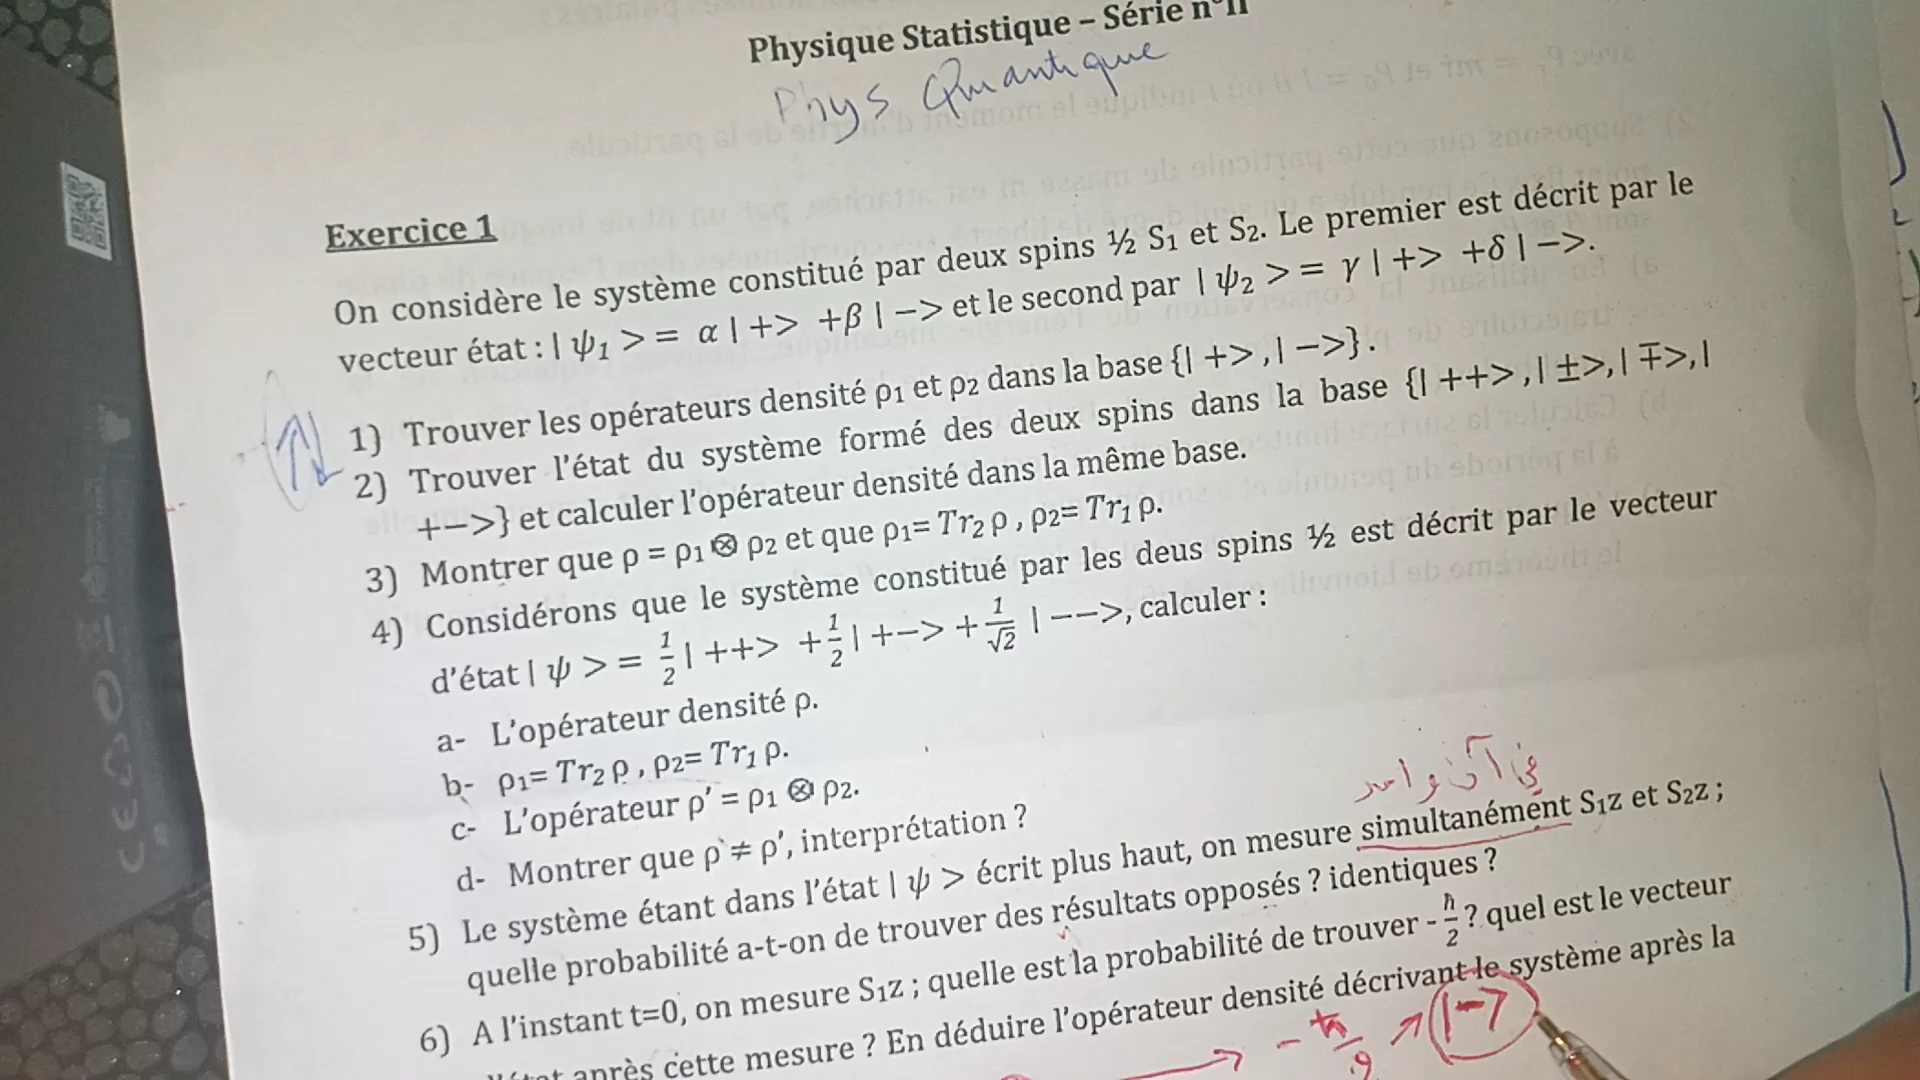 Physique Statistique – Série n°II
Phys Quantique
Exercice 1
On considère le système constitué par deux spins ½ S₁ et S₂. Le premier est décrit par le
vecteur état : | ψ₁ > = α | +> +β | −> et le second par | ψ₂ > = γ | +> +δ | −>.
1) Trouver les opérateurs densité ρ₁ et ρ₂ dans la base {| +> ,| −>}.
2) Trouver l'état du système formé des deux spins dans la base {| ++> ,| ±>,| ∓>,|
+−>} et calculer l'opérateur densité dans la même base.
3) Montrer que ρ = ρ₁ ⊗ ρ₂ et que ρ₁= Tr₂ ρ , ρ₂= Tr₁ ρ.
4) Considérons que le système constitué par les deus spins ½ est décrit par le vecteur
d'état | ψ > = 1/2 | ++> + 1/2 | +−> + 1/√2 | −−>, calculer :
a- L'opérateur densité ρ.
b- ρ₁= Tr₂ ρ , ρ₂= Tr₁ ρ.
c- L'opérateur ρ' = ρ₁ ⊗ ρ₂.
d- Montrer que ρ ≠ ρ', interprétation ?
في آن واحد
5) Le système étant dans l'état | ψ > écrit plus haut, on mesure simultanément S₁z et S₂z ;
quelle probabilité a-t-on de trouver des résultats opposés ? identiques ?
6) A l'instant t=0, on mesure S₁z ; quelle est la probabilité de trouver - ℏ/2 ? quel est le vecteur
après cette mesure ? En déduire l'opérateur densité décrivant le système après la
→ - ℏ/2 ↗ |−>